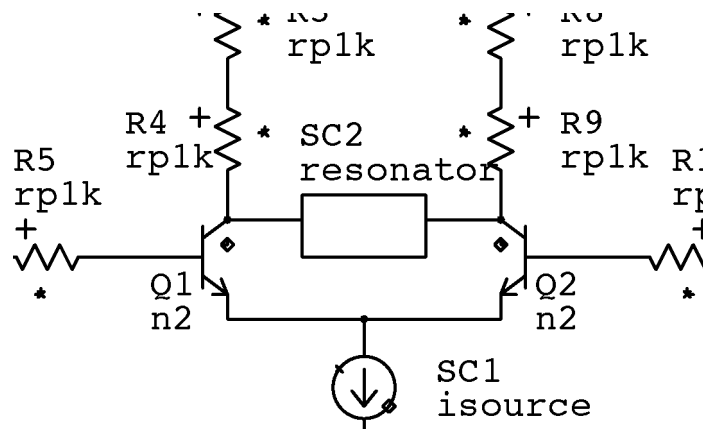 rp1k
rp1k
R4
rp1k
SC2
resonator
R9
rp1k
R5
rp1k
Q1
n2
Q2
n2
SC1
isource